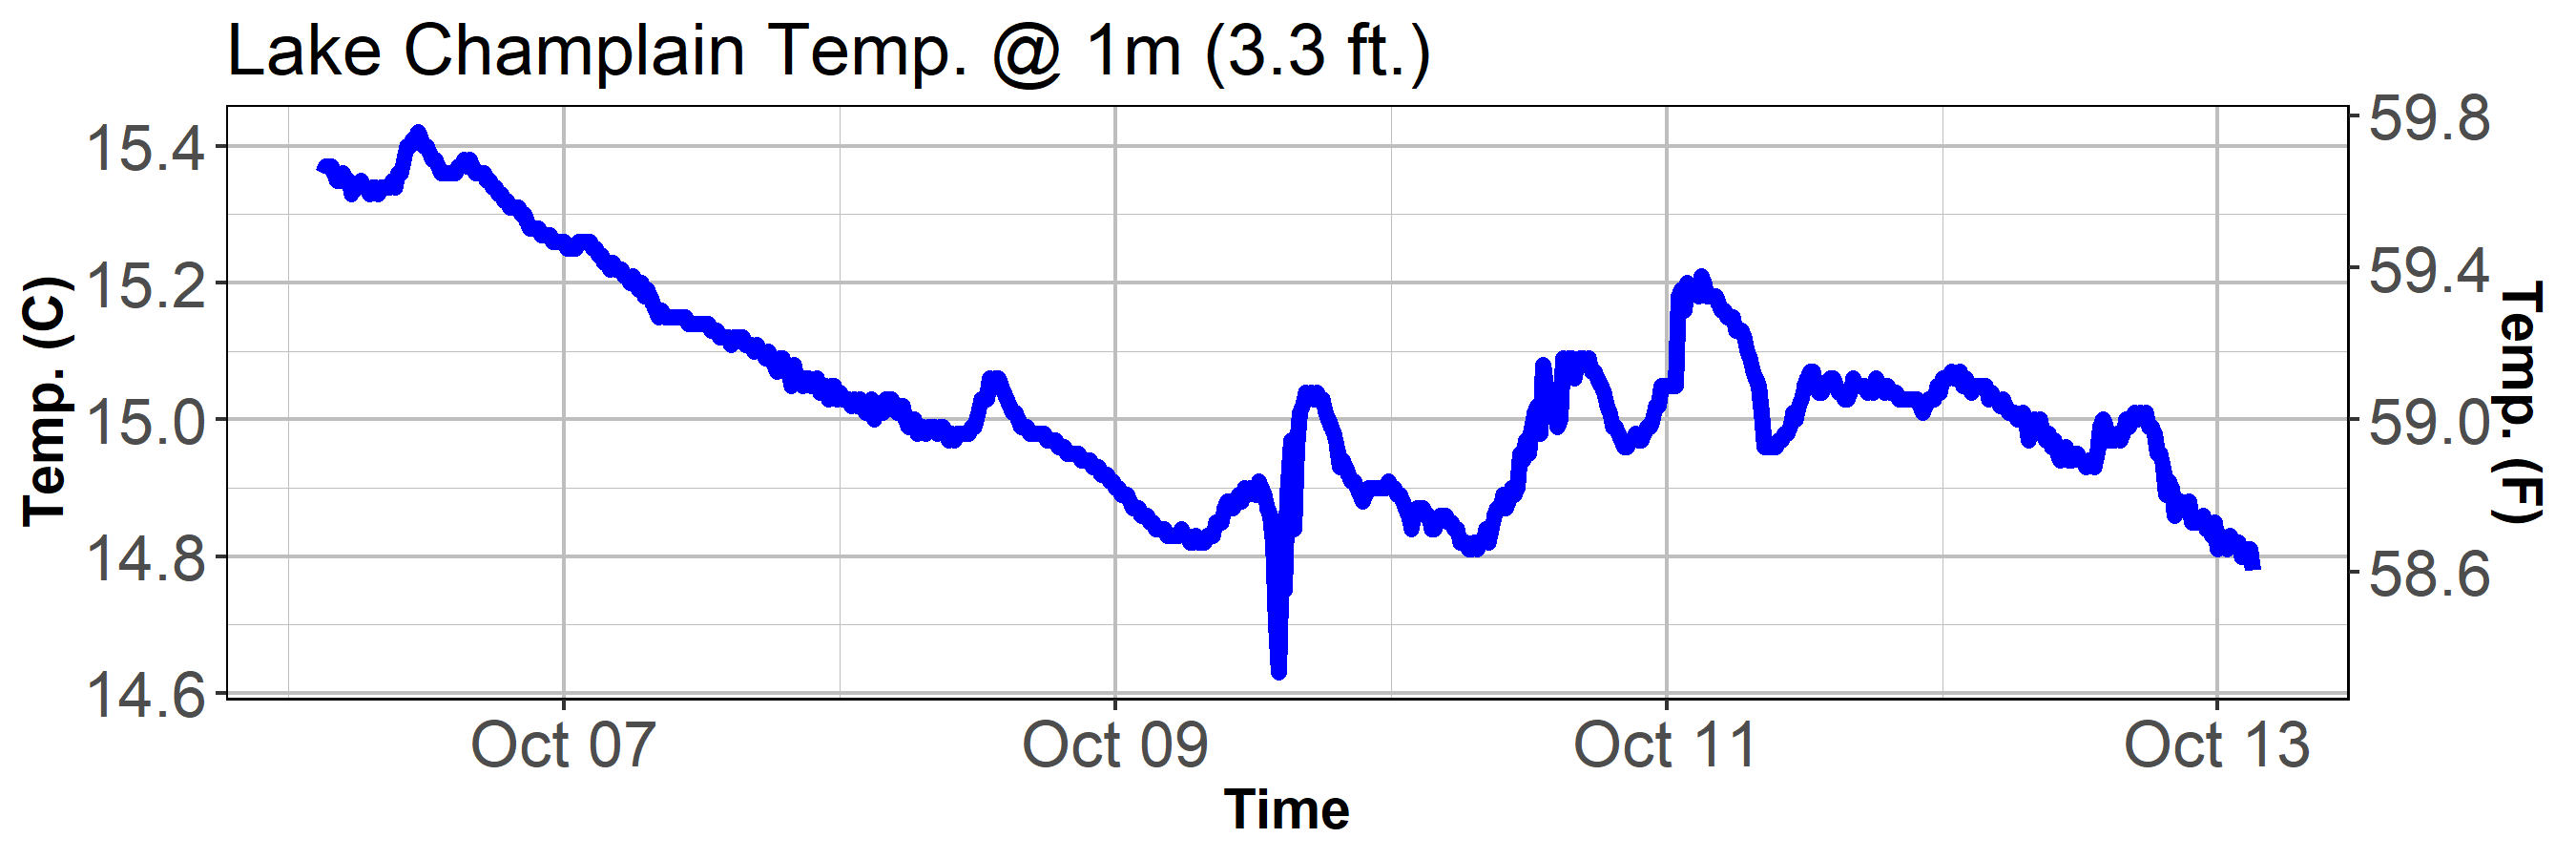 Lake Champlain Temp. @ 1m (3.3 ft.)
Temp. (C)
15.4
15.2
15.0
14.8
14.6
59.8
59.4
59.0
58.6
Temp. (F)
Oct 07
Oct 09
Oct 11
Oct 13
Time